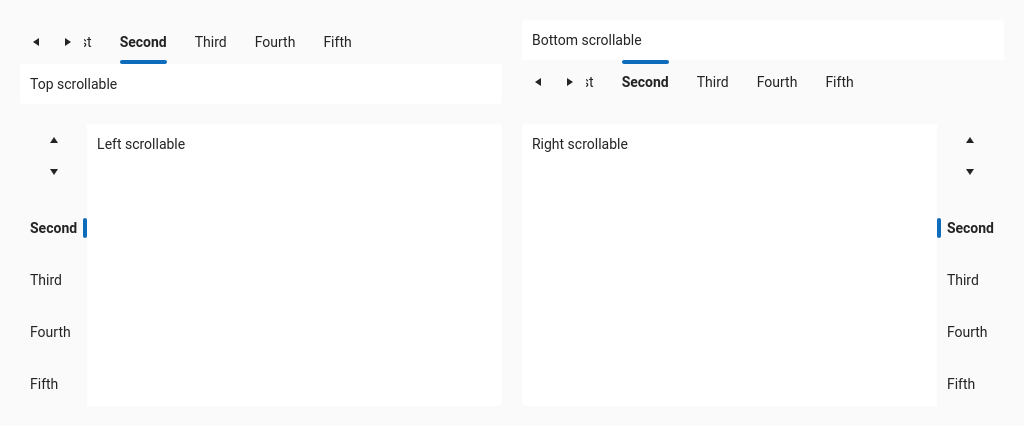 st Second Third Fourth Fifth
Top scrollable
Bottom scrollable
st Second Third Fourth Fifth
Left scrollable
Second
Third
Fourth
Fifth
Right scrollable
Second
Third
Fourth
Fifth